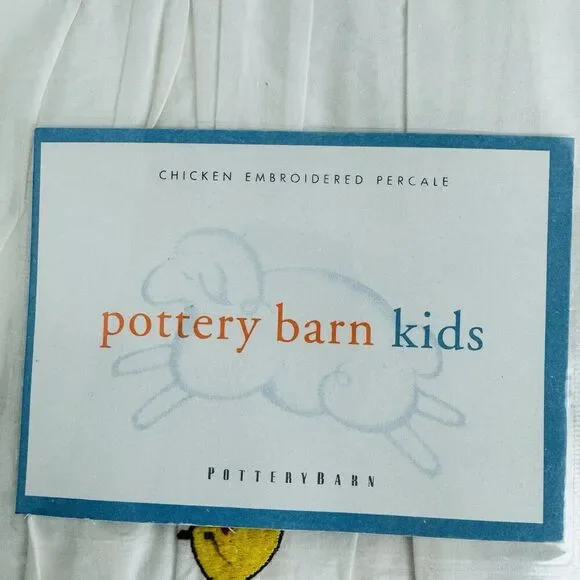 CHICKEN EMBROIDERED PERCALE
pottery barn kids
POTTERYBARN